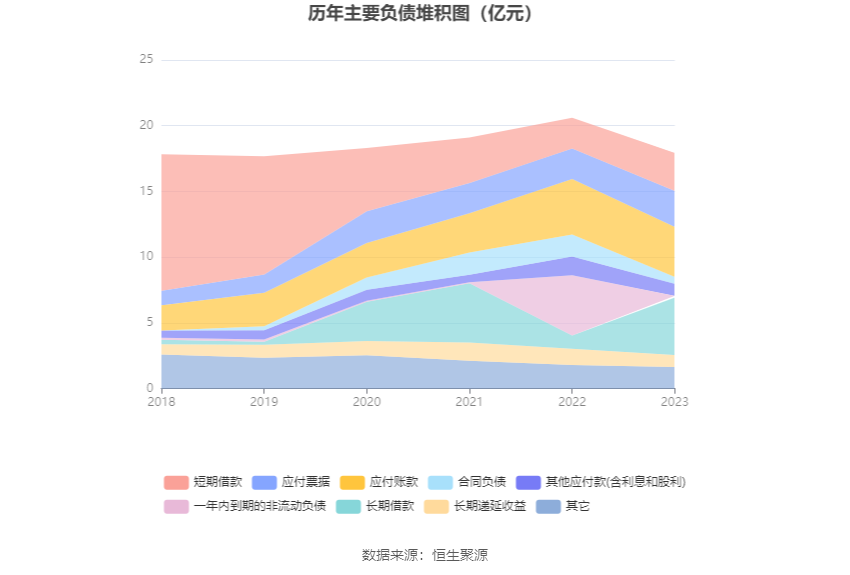 历年主要负债堆积图（亿元）
25
20
15
10
5
0
2018 2019 2020 2021 2022 2023
短期借款 应付票据 应付账款 合同负债 其他应付款(含利息和股利)
一年内到期的非流动负债 长期借款 长期递延收益 其它
数据来源：恒生聚源